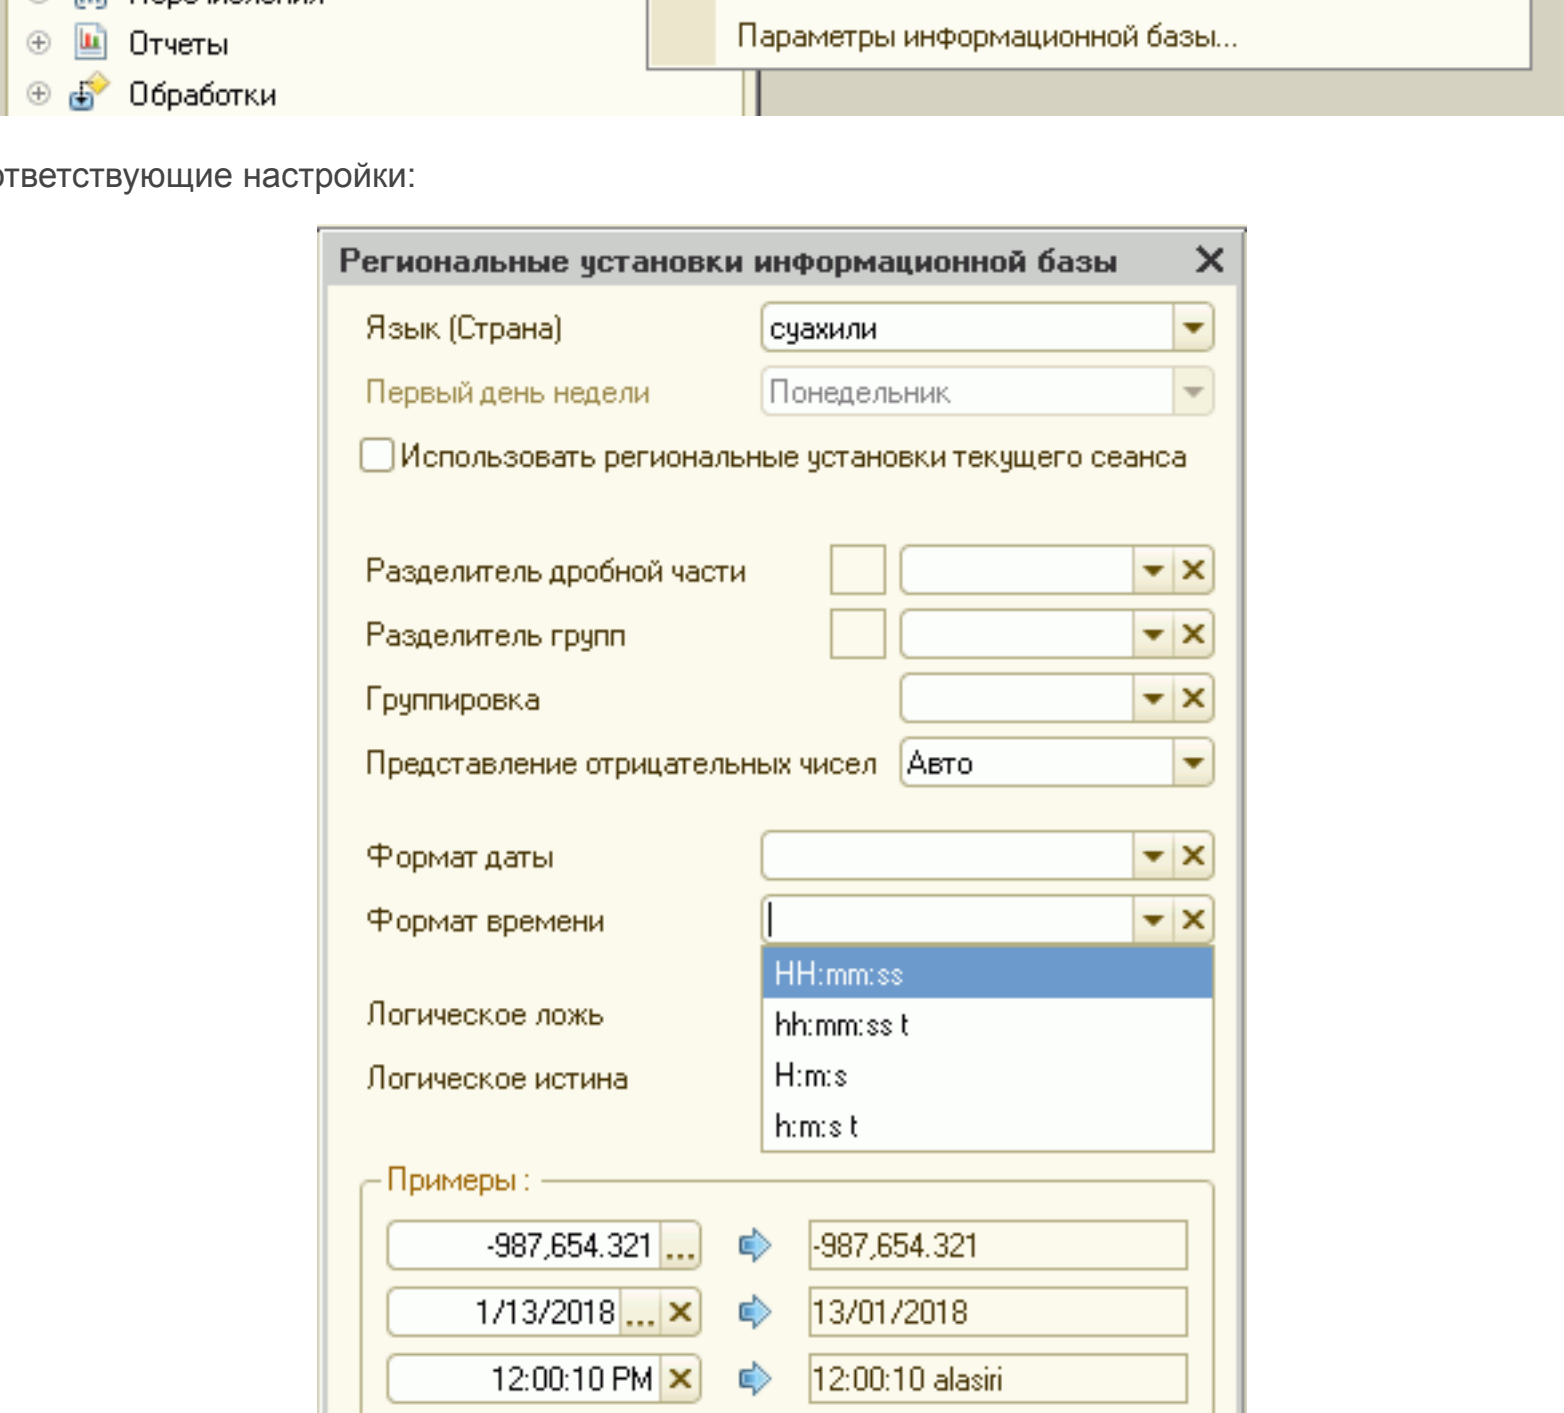 Параметры информационной базы...
Отчеты
Обработки
настройки:
Региональные установки информационной базы
Язык (Страна) суахили
Первый день недели Понедельник
Использовать региональные установки текущего сеанса
Разделитель дробной части
Разделитель групп
Группировка
Представление отрицательных чисел Авто
Формат даты
Формат времени
HH:mm:ss
Логическое ложь
hh:mm:ss t
Логическое истина
H:m:s
h:m:s t
Примеры :
-987,654.321 ... -987,654.321
1/13/2018 ... 13/01/2018
12:00:10 PM 12:00:10 alasiri